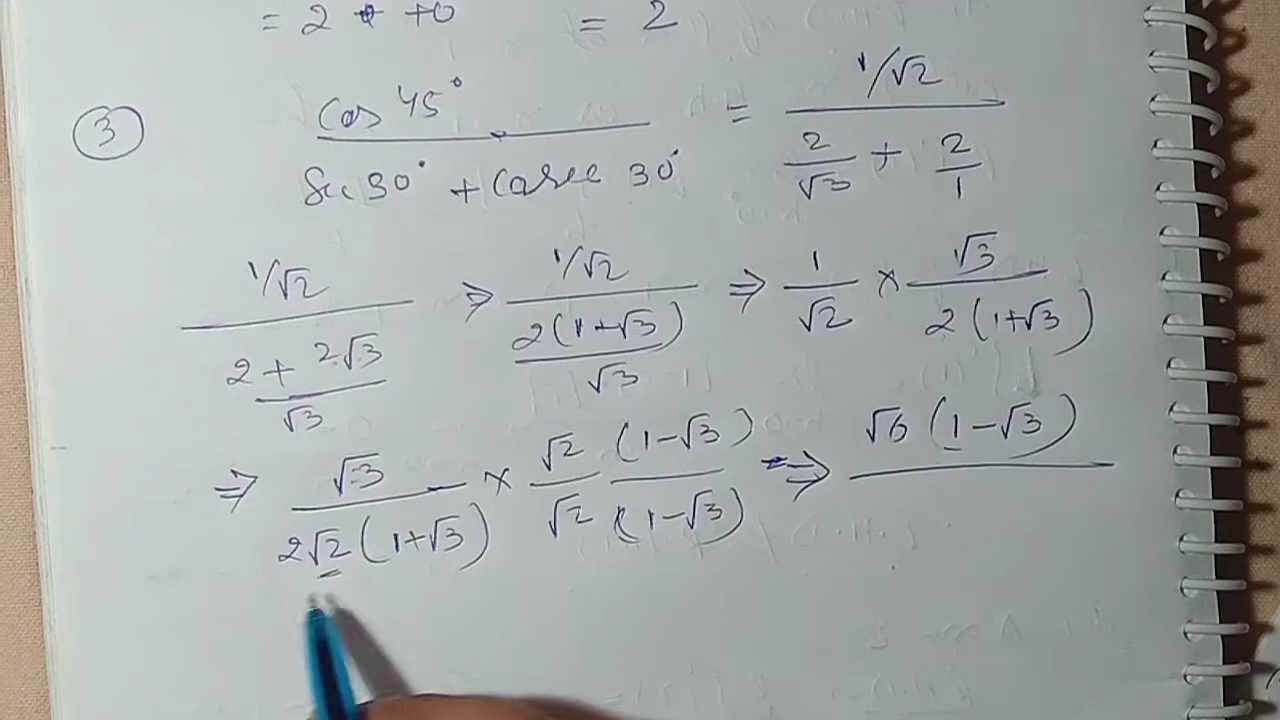 = 2 + 0 = 2
(3) cos 45° / sec 30° + cosec 30° = 1/√2 / 2/√3 + 2/1
1/√2 / 2 + 2√3 / √3 ⇒ 1/√2 / 2(1+√3) / √3 ⇒ 1/√2 × √3 / 2(1+√3)
⇒ √3 / 2√2(1+√3) × √2/√2 (1-√3) / (1-√3) ⇒ √6(1-√3)